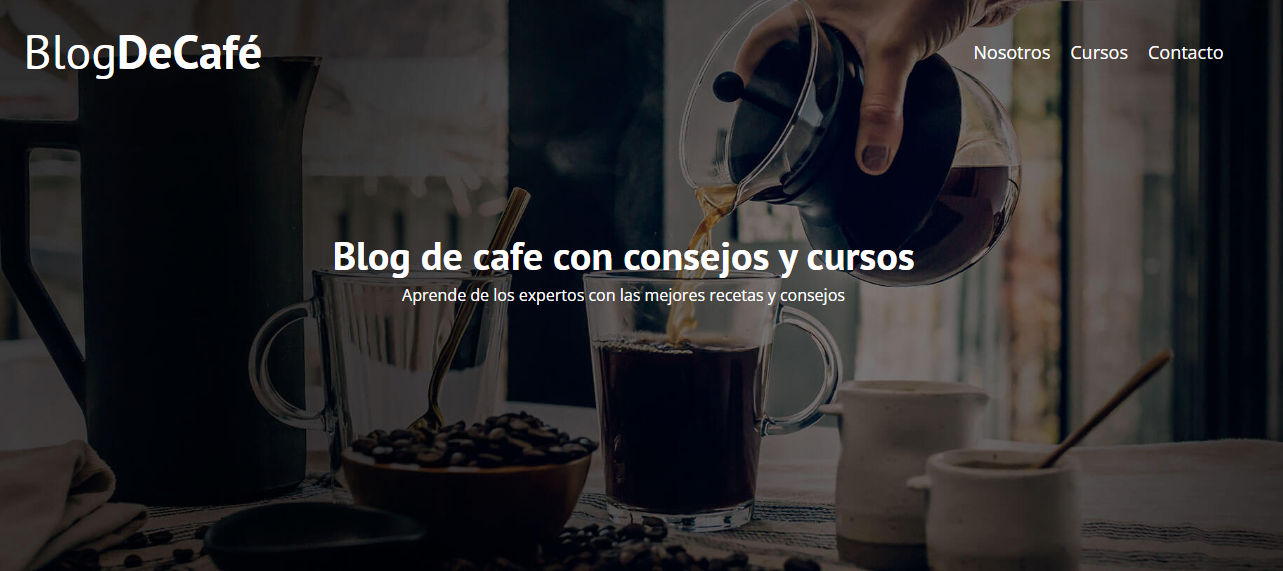 BlogDeCafé
Nosotros Cursos Contacto
Blog de cafe con consejos y cursos
Aprende de los expertos con las mejores recetas y consejos